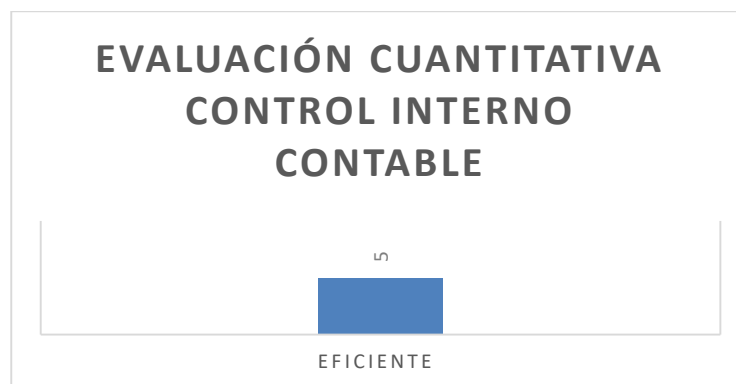 EVALUACIÓN CUANTITATIVA
CONTROL INTERNO
CONTABLE
5
EFICIENTE